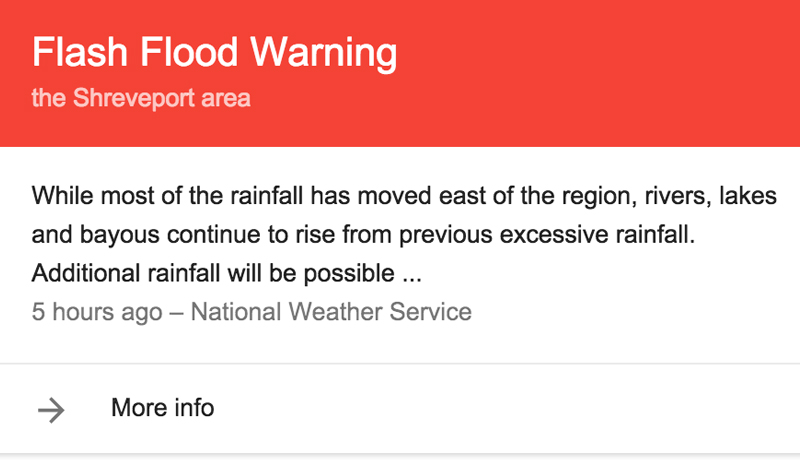 Flash Flood Warning
the Shreveport area
While most of the rainfall has moved east of the region, rivers, lakes
and bayous continue to rise from previous excessive rainfall.
Additional rainfall will be possible ...
5 hours ago – National Weather Service
More info